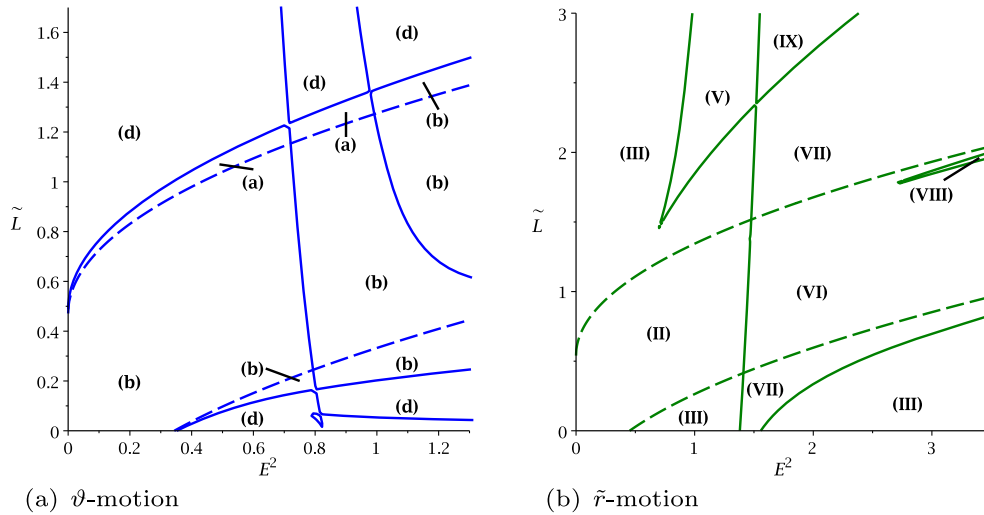 (d)
(d)
(d)
(b)
(a)
(a)
(b)
(b)
(b)
(b)
(b)
(d)
(d)
1.6
1.4
1.2
1
0.8
0.6
0.4
0.2
0
L̃
0 0.2 0.4 0.6 0.8 1 1.2
E²
(a) ϑ-motion
(IX)
(V)
(III)
(VII)
(VIII)
(VI)
(II)
(VII)
(III)
(III)
3
2
1
0
L̃
0 1 2 3
E²
(b) r̃-motion